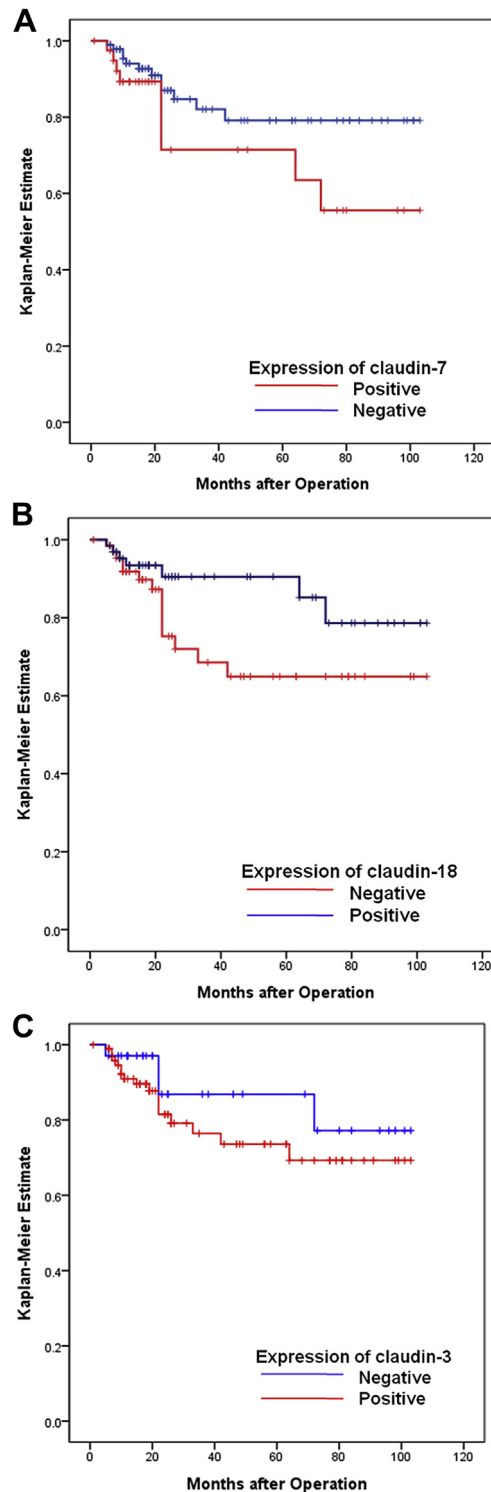 A
1.0
0.8
0.6
0.4
0.2
0.0
Kaplan-Meier Estimate
Expression of claudin-7
Positive
Negative
0 20 40 60 80 100 120
Months after Operation
B
1.0
0.8
0.6
0.4
0.2
0.0
Kaplan-Meier Estimate
Expression of claudin-18
Negative
Positive
0 20 40 60 80 100 120
Months after Operation
C
1.0
0.8
0.6
0.4
0.2
0.0
Kaplan-Meier Estimate
Expression of claudin-3
Negative
Positive
0 20 40 60 80 100 120
Months after Operation